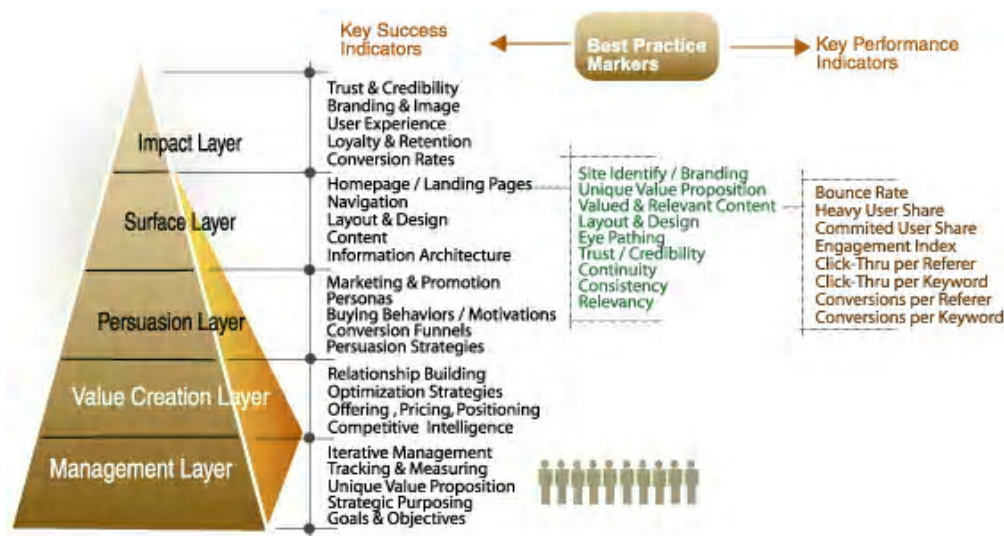 Key Success
Indicators
Best Practice
Markers
Key Performance
Indicators
Impact Layer
Trust & Credibility
Branding & Image
User Experience
Loyalty & Retention
Conversion Rates
Surface Layer
Homepage / Landing Pages
Navigation
Layout & Design
Content
Information Architecture
Site Identify / Branding
Unique Value Proposition
Valued & Relevant Content
Layout & Design
Eye Pathing
Trust / Credibility
Continuity
Consistency
Relevancy
Bounce Rate
Heavy User Share
Commited User Share
Engagement Index
Click-Thru per Referer
Click-Thru per Keyword
Conversions per Referer
Conversions per Keyword
Persuasion Layer
Marketing & Promotion
Personas
Buying Behaviors / Motivations
Conversion Funnels
Persuasion Strategies
Value Creation Layer
Relationship Building
Optimization Strategies
Offering , Pricing, Positioning
Competitive Intelligence
Management Layer
Iterative Management
Tracking & Measuring
Unique Value Proposition
Strategic Purposing
Goals & Objectives